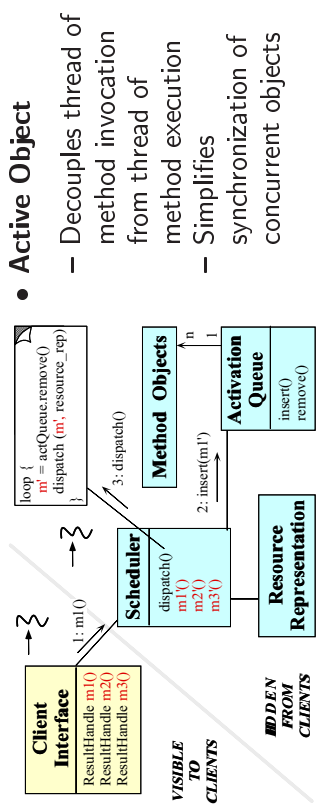 • Active Object
– Decouples thread of
method invocation
from thread of
method execution
– Simplifies
synchronization of
concurrent objects
loop {
m' = actQueue.remove()
dispatch (m', resource_rep)
}
3: dispatch()
1: m1()
Client
Interface
ResultHandle m1()
ResultHandle m2()
ResultHandle m3()
Scheduler
dispatch()
m1'()
m2'()
m3'()
Method Objects
n
1
2: insert(m1')
Activation
Queue
insert()
remove()
Resource
Representation
VISIBLE
TO
CLIENTS
HIDDEN
FROM
CLIENTS